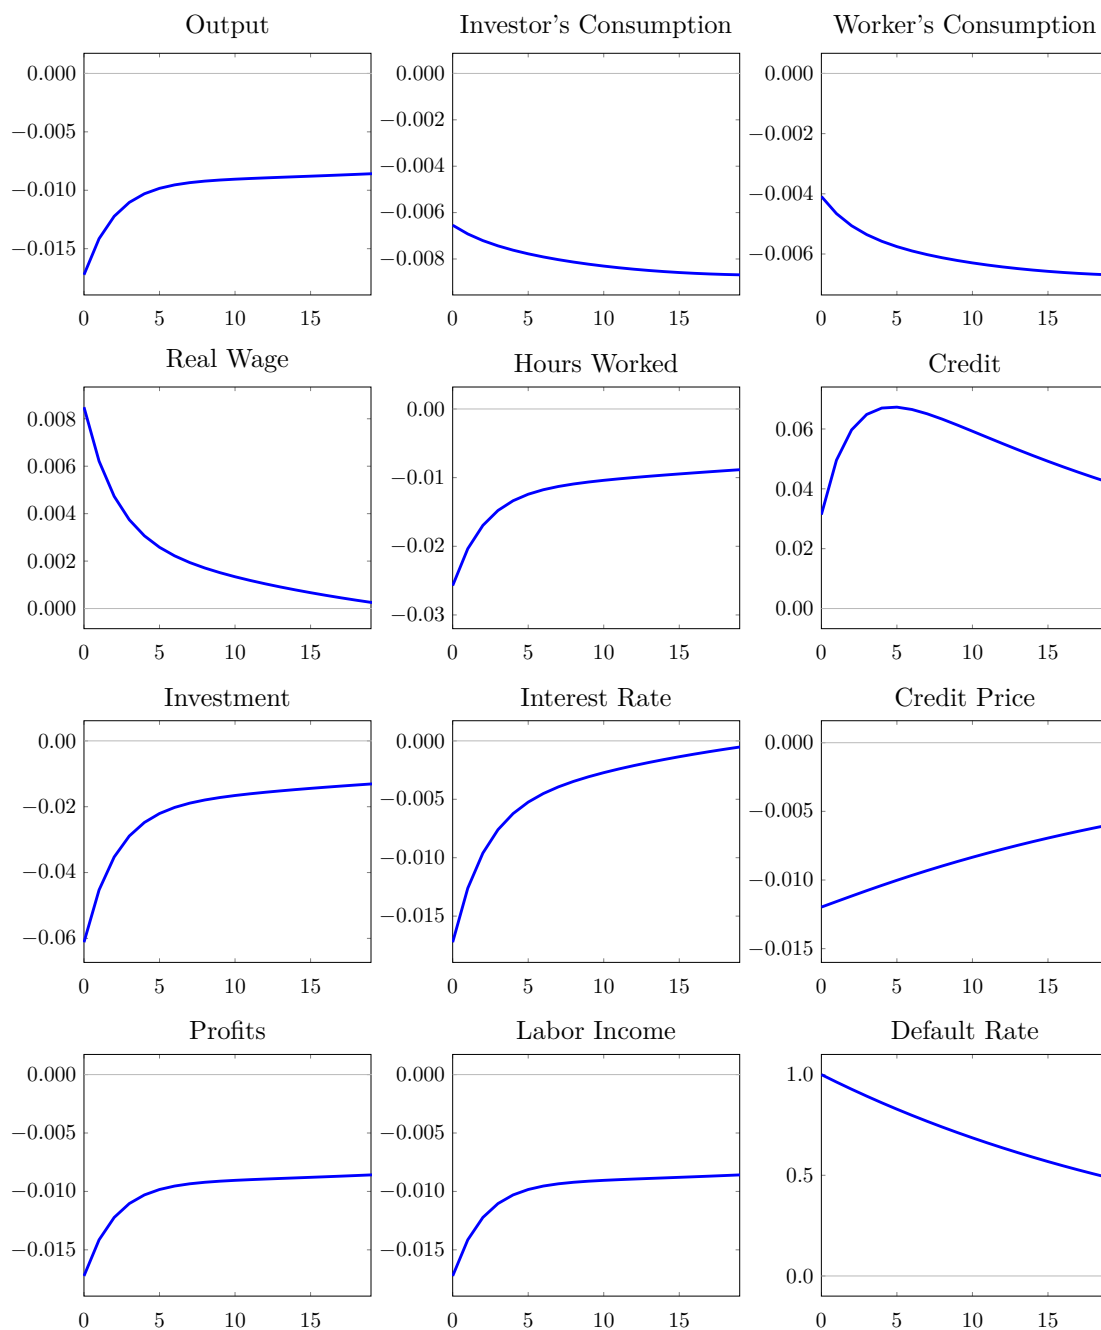 Output
0.000
−0.005
−0.010
−0.015
0 5 10 15
Investor's Consumption
0.000
−0.002
−0.004
−0.006
−0.008
0 5 10 15
Worker's Consumption
0.000
−0.002
−0.004
−0.006
0 5 10 15
Real Wage
0.008
0.006
0.004
0.002
0.000
0 5 10 15
Hours Worked
0.00
−0.01
−0.02
−0.03
0 5 10 15
Credit
0.06
0.04
0.02
0.00
0 5 10 15
Investment
0.00
−0.02
−0.04
−0.06
0 5 10 15
Interest Rate
0.000
−0.005
−0.010
−0.015
0 5 10 15
Credit Price
0.000
−0.005
−0.010
−0.015
0 5 10 15
Profits
0.000
−0.005
−0.010
−0.015
0 5 10 15
Labor Income
0.000
−0.005
−0.010
−0.015
0 5 10 15
Default Rate
1.0
0.5
0.0
0 5 10 15